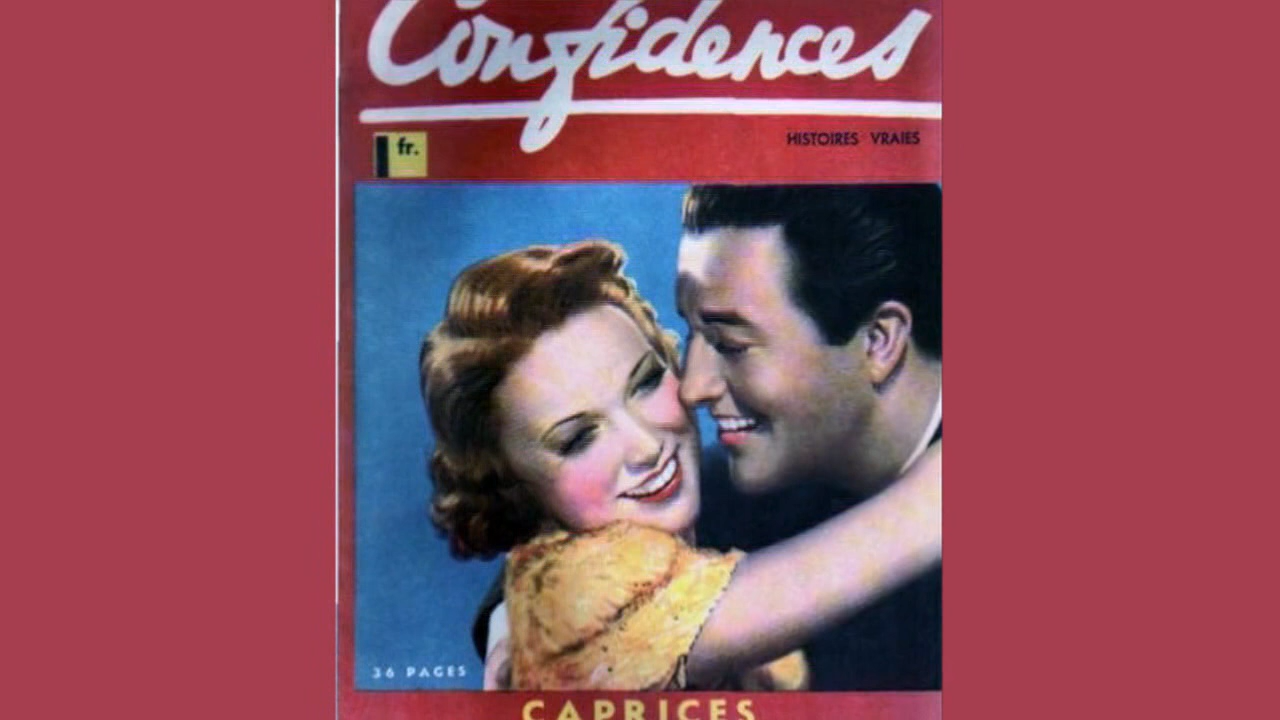 Confidences
1 fr.
HISTOIRES VRAIES
36 PAGES
CAPRICES